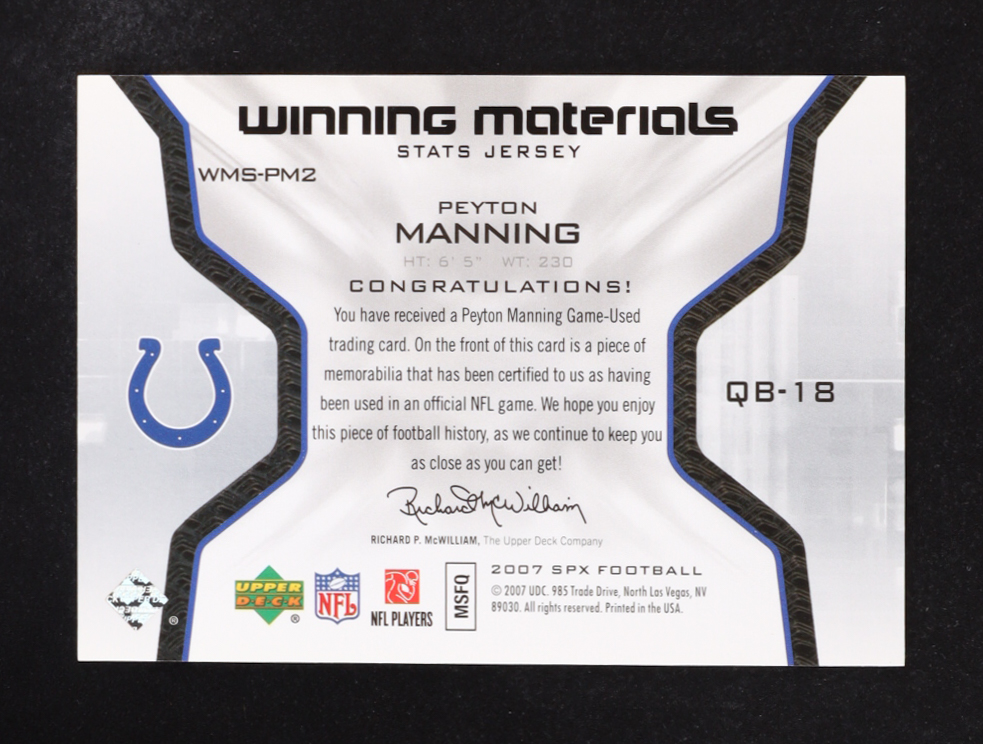 winning materials
STATS JERSEY
WMS-PM2
PEYTON
MANNING
HT: 6' 5" WT: 230
CONGRATULATIONS!
You have received a Peyton Manning Game-Used
trading card. On the front of this card is a piece of
memorabilia that has been certified to us as having
been used in an official NFL game. We hope you enjoy
this piece of football history, as we continue to keep you
as close as you can get!
QB-18
Richard McWilliam
RICHARD P. McWILLIAM, The Upper Deck Company
UPPER
DECK
®
NFL
NFL PLAYERS
MSFQ
2007 SPX FOOTBALL
© 2007 UDC. 985 Trade Drive, North Las Vegas, NV
89030. All rights reserved. Printed in the USA.
®